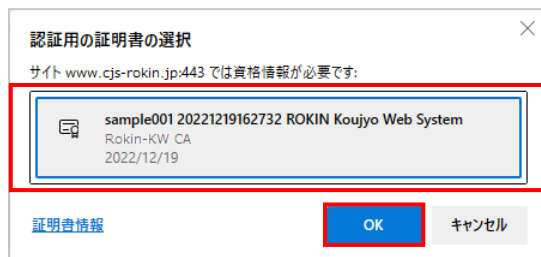 認証用の証明書の選択
サイト www.cjs-rokin.jp:443 では資格情報が必要です:
sample001 20221219162732 ROKIN Koujyo Web System
Rokin-KW CA
2022/12/19
証明書情報
OK
キャンセル